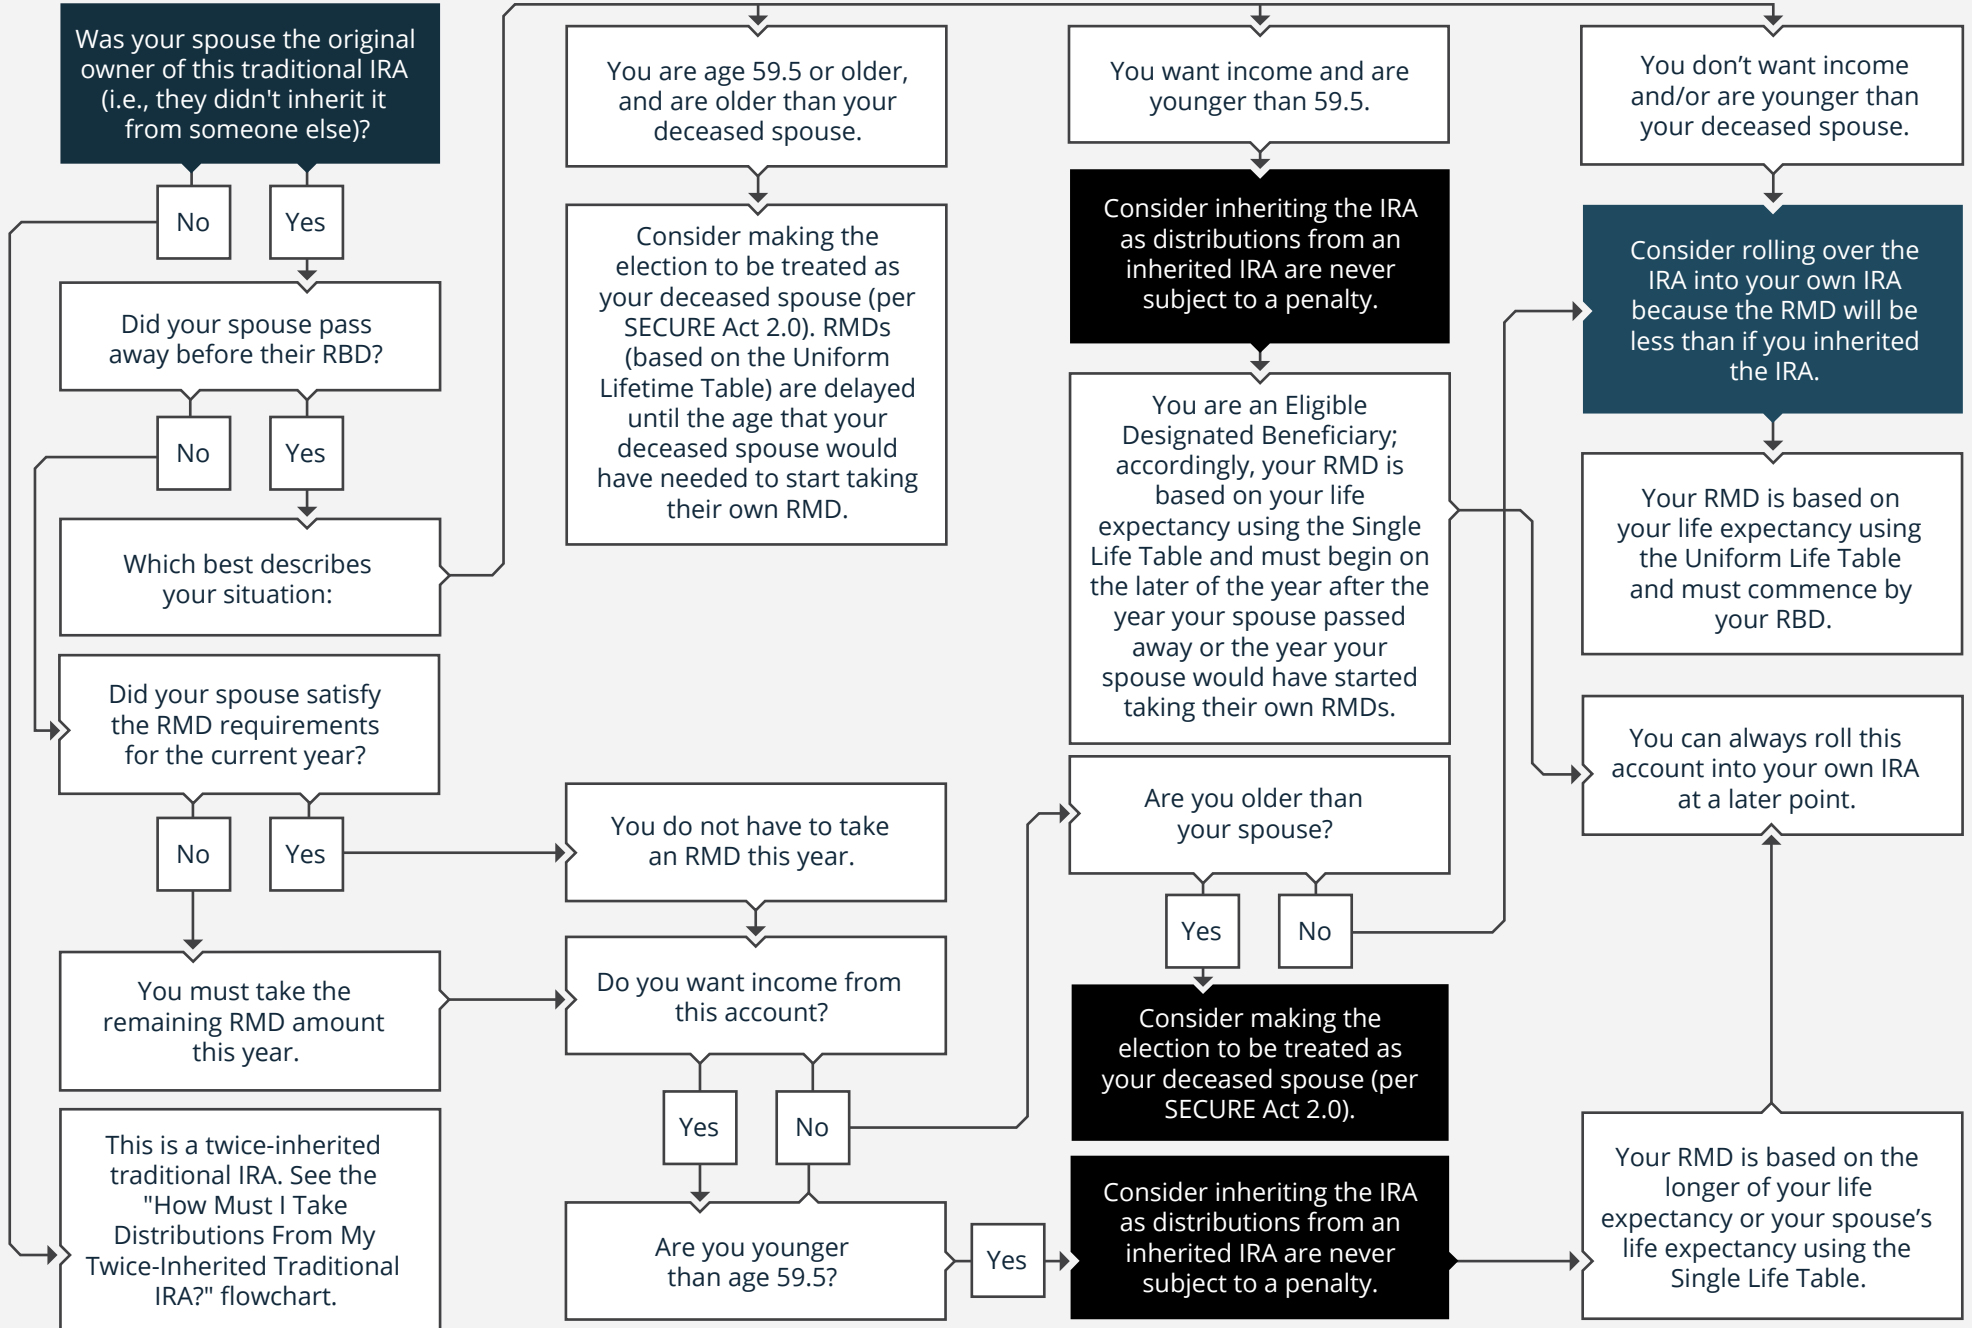 Was your spouse the original
owner of this traditional IRA
(i.e., they didn't inherit it
from someone else)?
No
Yes
Did your spouse pass
away before their RBD?
No
Yes
Which best describes
your situation:
Did your spouse satisfy
the RMD requirements
for the current year?
No
Yes
You must take the
remaining RMD amount
this year.
This is a twice-inherited
traditional IRA. See the
"How Must I Take
Distributions From My
Twice-Inherited Traditional
IRA?" flowchart.
You are age 59.5 or older,
and are older than your
deceased spouse.
Consider making the
election to be treated as
your deceased spouse (per
SECURE Act 2.0). RMDs
(based on the Uniform
Lifetime Table) are delayed
until the age that your
deceased spouse would
have needed to start taking
their own RMD.
You do not have to take
an RMD this year.
Do you want income from
this account?
Yes
No
Are you younger
than age 59.5?
Yes
You want income and are
younger than 59.5.
Consider inheriting the IRA
as distributions from an
inherited IRA are never
subject to a penalty.
You are an Eligible
Designated Beneficiary;
accordingly, your RMD is
based on your life
expectancy using the Single
Life Table and must begin on
the later of the year after the
year your spouse passed
away or the year your
spouse would have started
taking their own RMDs.
Are you older than
your spouse?
Yes
No
Consider making the
election to be treated as
your deceased spouse (per
SECURE Act 2.0).
Consider inheriting the IRA
as distributions from an
inherited IRA are never
subject to a penalty.
You don’t want income
and/or are younger than
your deceased spouse.
Consider rolling over the
IRA into your own IRA
because the RMD will be
less than if you inherited
the IRA.
Your RMD is based on
your life expectancy using
the Uniform Life Table
and must commence by
your RBD.
You can always roll this
account into your own IRA
at a later point.
Your RMD is based on the
longer of your life
expectancy or your spouse’s
life expectancy using the
Single Life Table.